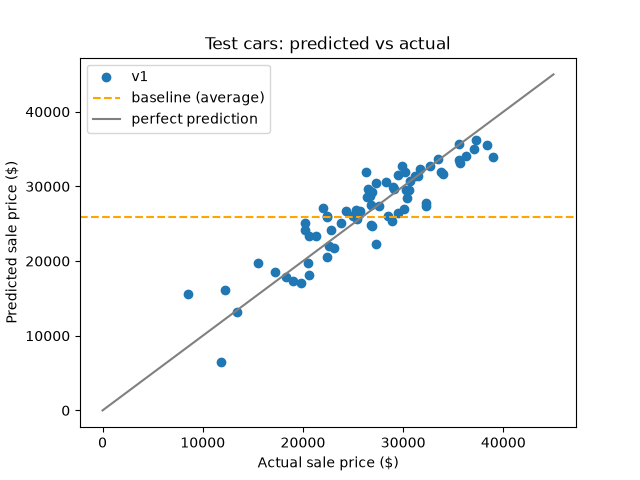 Test cars: predicted vs actual
v1
baseline (average)
perfect prediction
40000
30000
20000
10000
0
Predicted sale price ($)
0 10000 20000 30000 40000
Actual sale price ($)